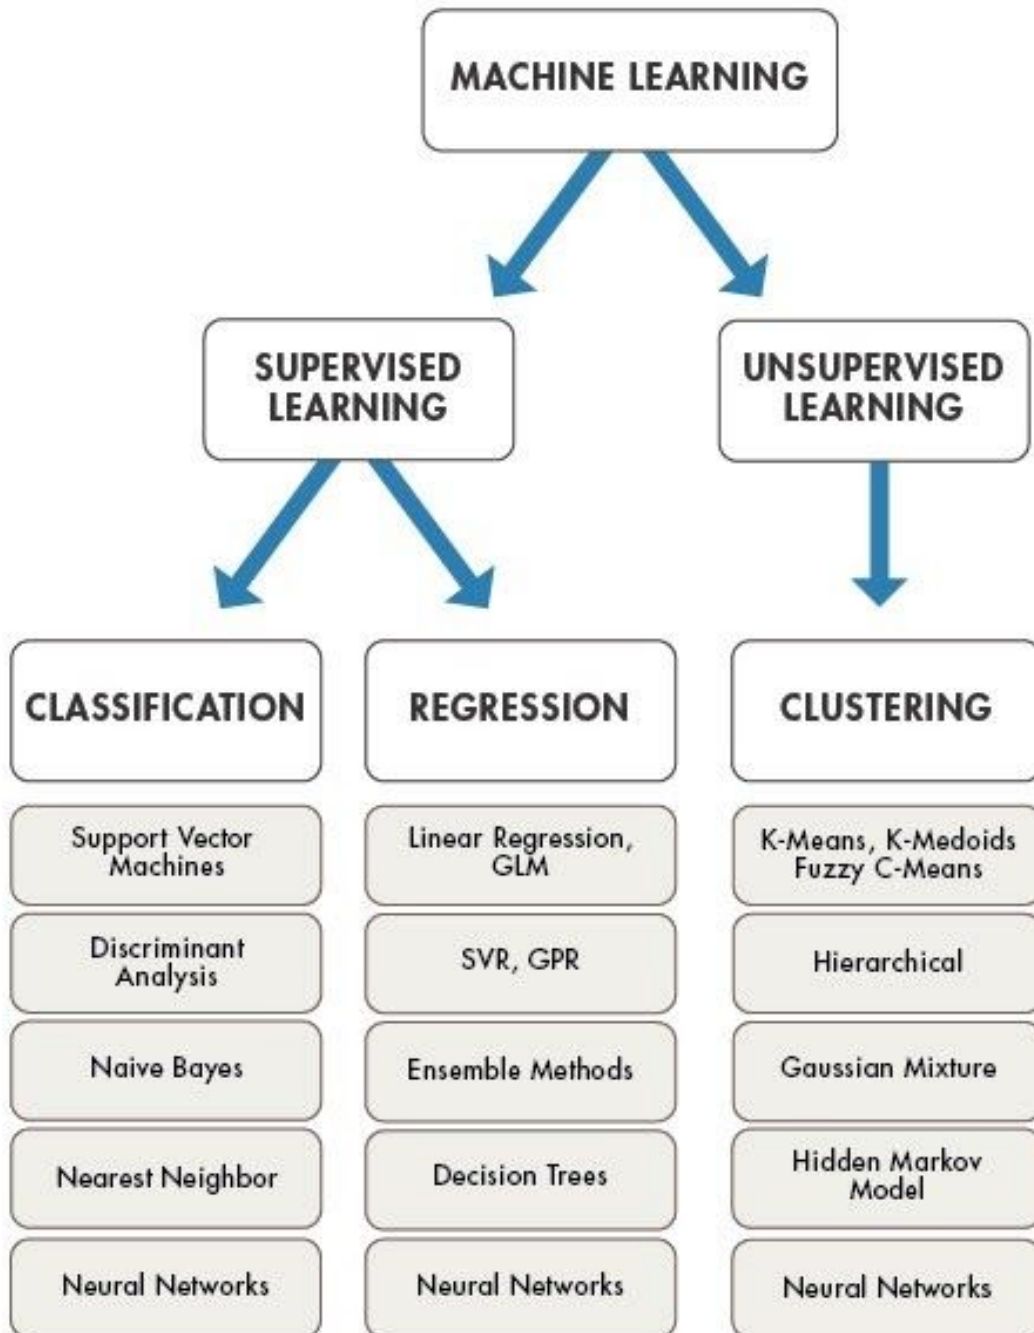 MACHINE LEARNING
SUPERVISED
LEARNING
UNSUPERVISED
LEARNING
CLASSIFICATION
Support Vector
Machines
Discriminant
Analysis
Naive Bayes
Nearest Neighbor
Neural Networks
REGRESSION
Linear Regression,
GLM
SVR, GPR
Ensemble Methods
Decision Trees
Neural Networks
CLUSTERING
K-Means, K-Medoids
Fuzzy C-Means
Hierarchical
Gaussian Mixture
Hidden Markov
Model
Neural Networks